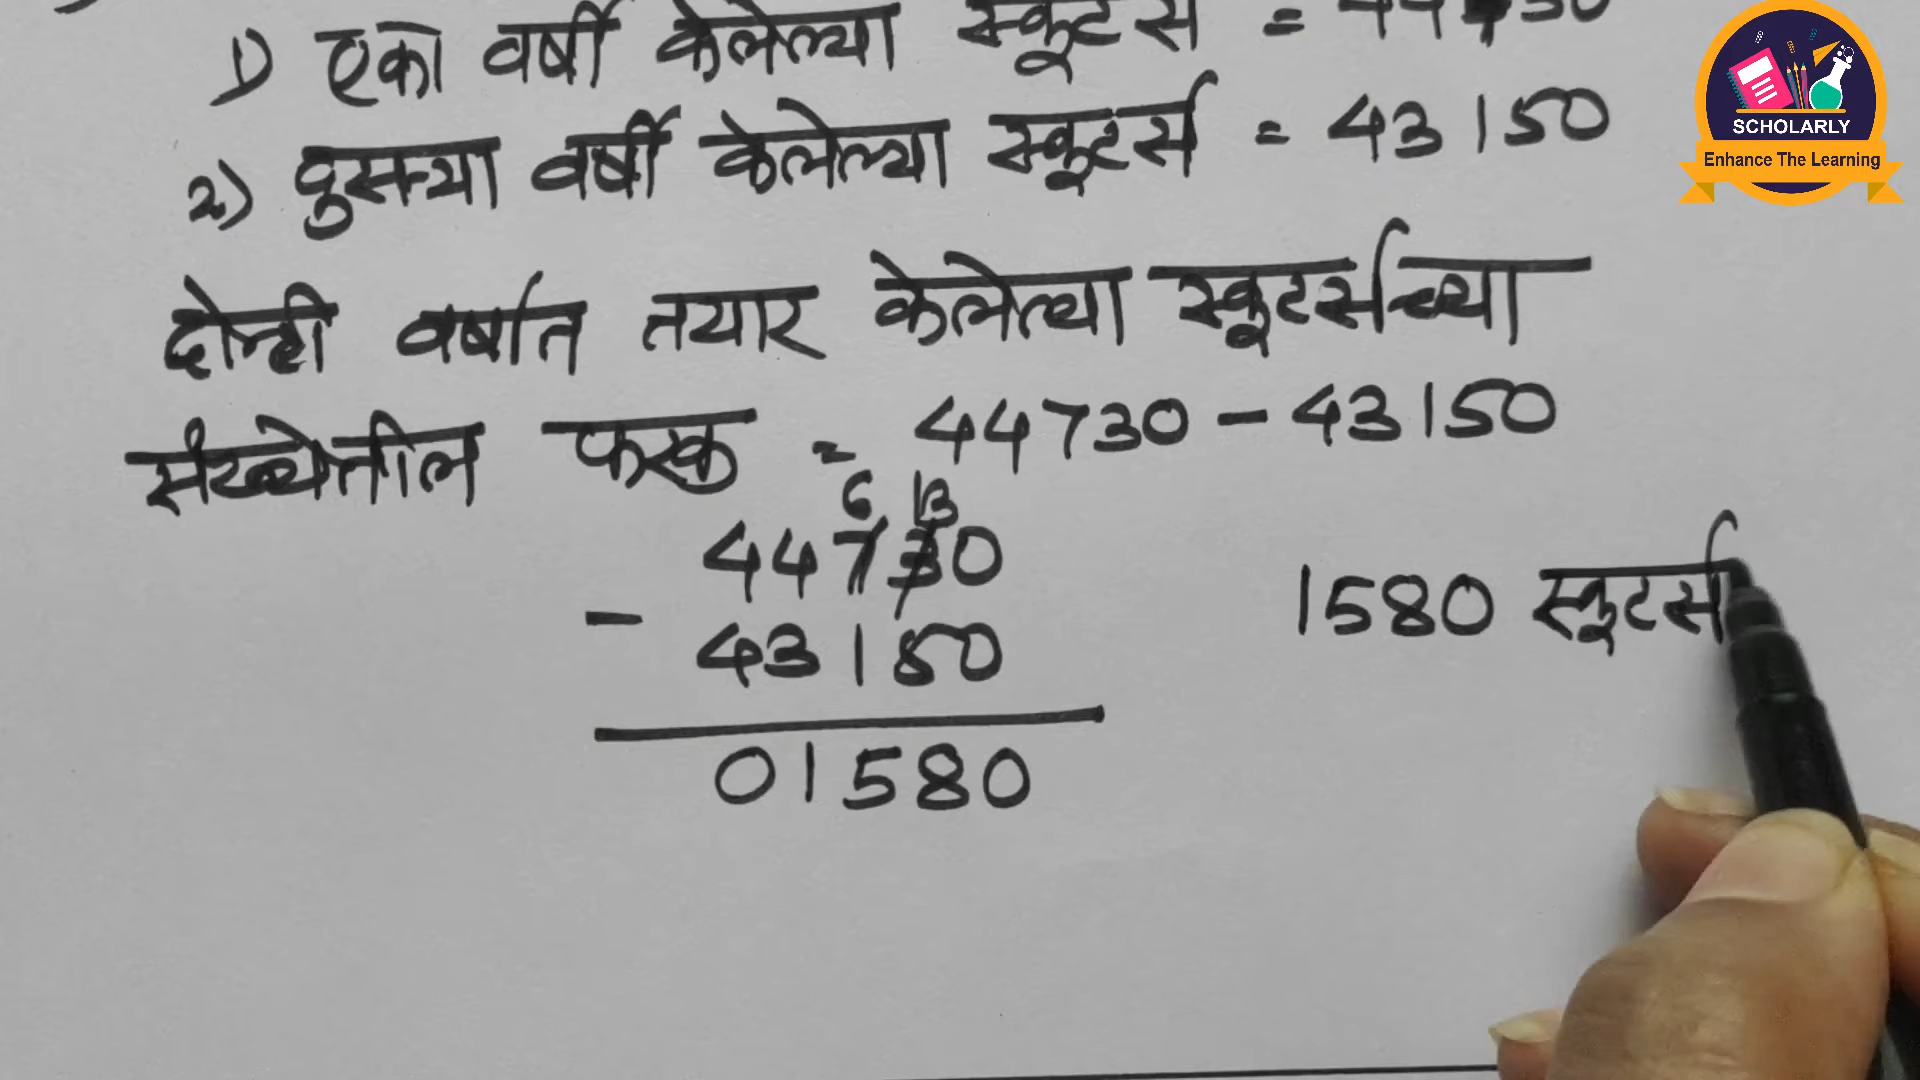 १) एका वर्षी केलेल्या स्कूटर्स = 44730
२) दुसऱ्या वर्षी केलेल्या स्कूटर्स = 43150
दोन्ही वर्षात तयार केलेल्या स्कूटर्सच्या
संख्येतील फरक = 44730 - 43150
6 13
44730
- 43150
01580
1580 स्कूटर्स
SCHOLARLY
Enhance The Learning